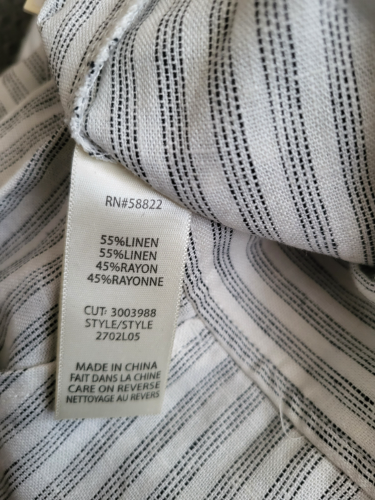 RN#58822
55%LINEN
55%LINEN
45%RAYON
45%RAYONNE
CUT: 3003988
STYLE/STYLE
2702L05
MADE IN CHINA
FAIT DANS LA CHINE
CARE ON REVERSE
NETTOYAGE AU REVERS